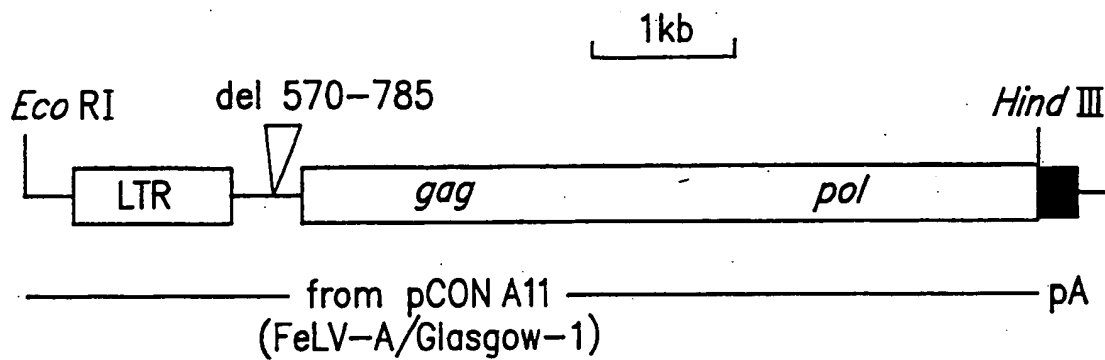 1kb
del 570-785
Eco RI
Hind III
LTR
gag
pol
from pCON A11
pA
(FeLV-A/Glasgow-1)